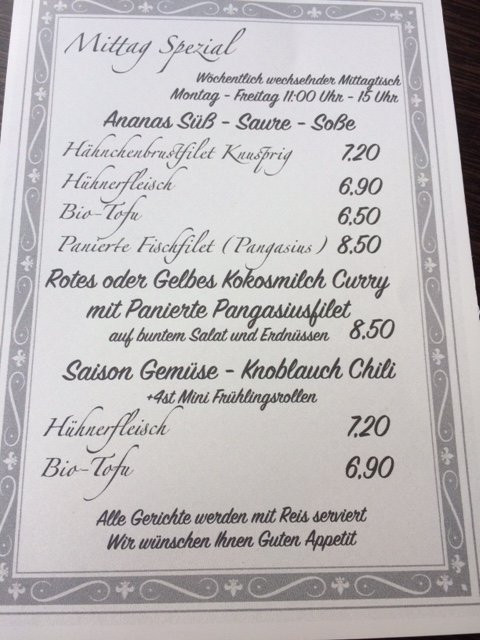 Mittag Spezial
Wöchentlich wechselnder Mittagtisch
Montag - Freitag 11:00 Uhr - 15 Uhr
Ananas Süß - Saure - Soße
Hähnchenbrustfilet Knusprig 7,20
Hühnerfleisch 6,90
Bio-Tofu 6,50
Panierte Fischfilet (Pangasius) 8,50
Rotes oder Gelbes Kokosmilch Curry
mit Panierte Pangasiusfilet
auf buntem Salat und Erdnüssen 8,50
Saison Gemüse - Knoblauch Chili
+4st Mini Frühlingsrollen
Hühnerfleisch 7,20
Bio-Tofu 6,90
Alle Gerichte werden mit Reis serviert
Wir wünschen Ihnen Guten Appetit